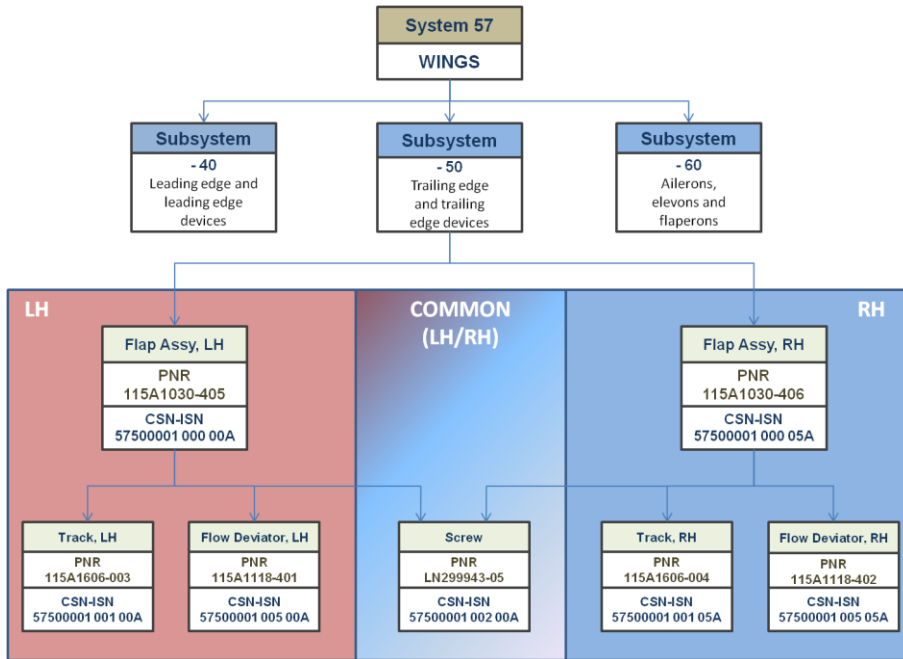 System 57
WINGS
Subsystem
- 40
Leading edge and
leading edge
devices
Subsystem
- 50
Trailing edge
and trailing
edge devices
Subsystem
- 60
Ailerons,
elevons and
flaperons
LH
COMMON
(LH/RH)
RH
Flap Assy, LH
PNR
115A1030-405
CSN-ISN
57500001 000 00A
Flap Assy, RH
PNR
115A1030-406
CSN-ISN
57500001 000 05A
Track, LH
PNR
115A1606-003
CSN-ISN
57500001 001 00A
Flow Deviator, LH
PNR
115A1118-401
CSN-ISN
57500001 005 00A
Screw
PNR
LN299943-05
CSN-ISN
57500001 002 00A
Track, RH
PNR
115A1606-004
CSN-ISN
57500001 001 05A
Flow Deviator, RH
PNR
115A1118-402
CSN-ISN
57500001 005 05A